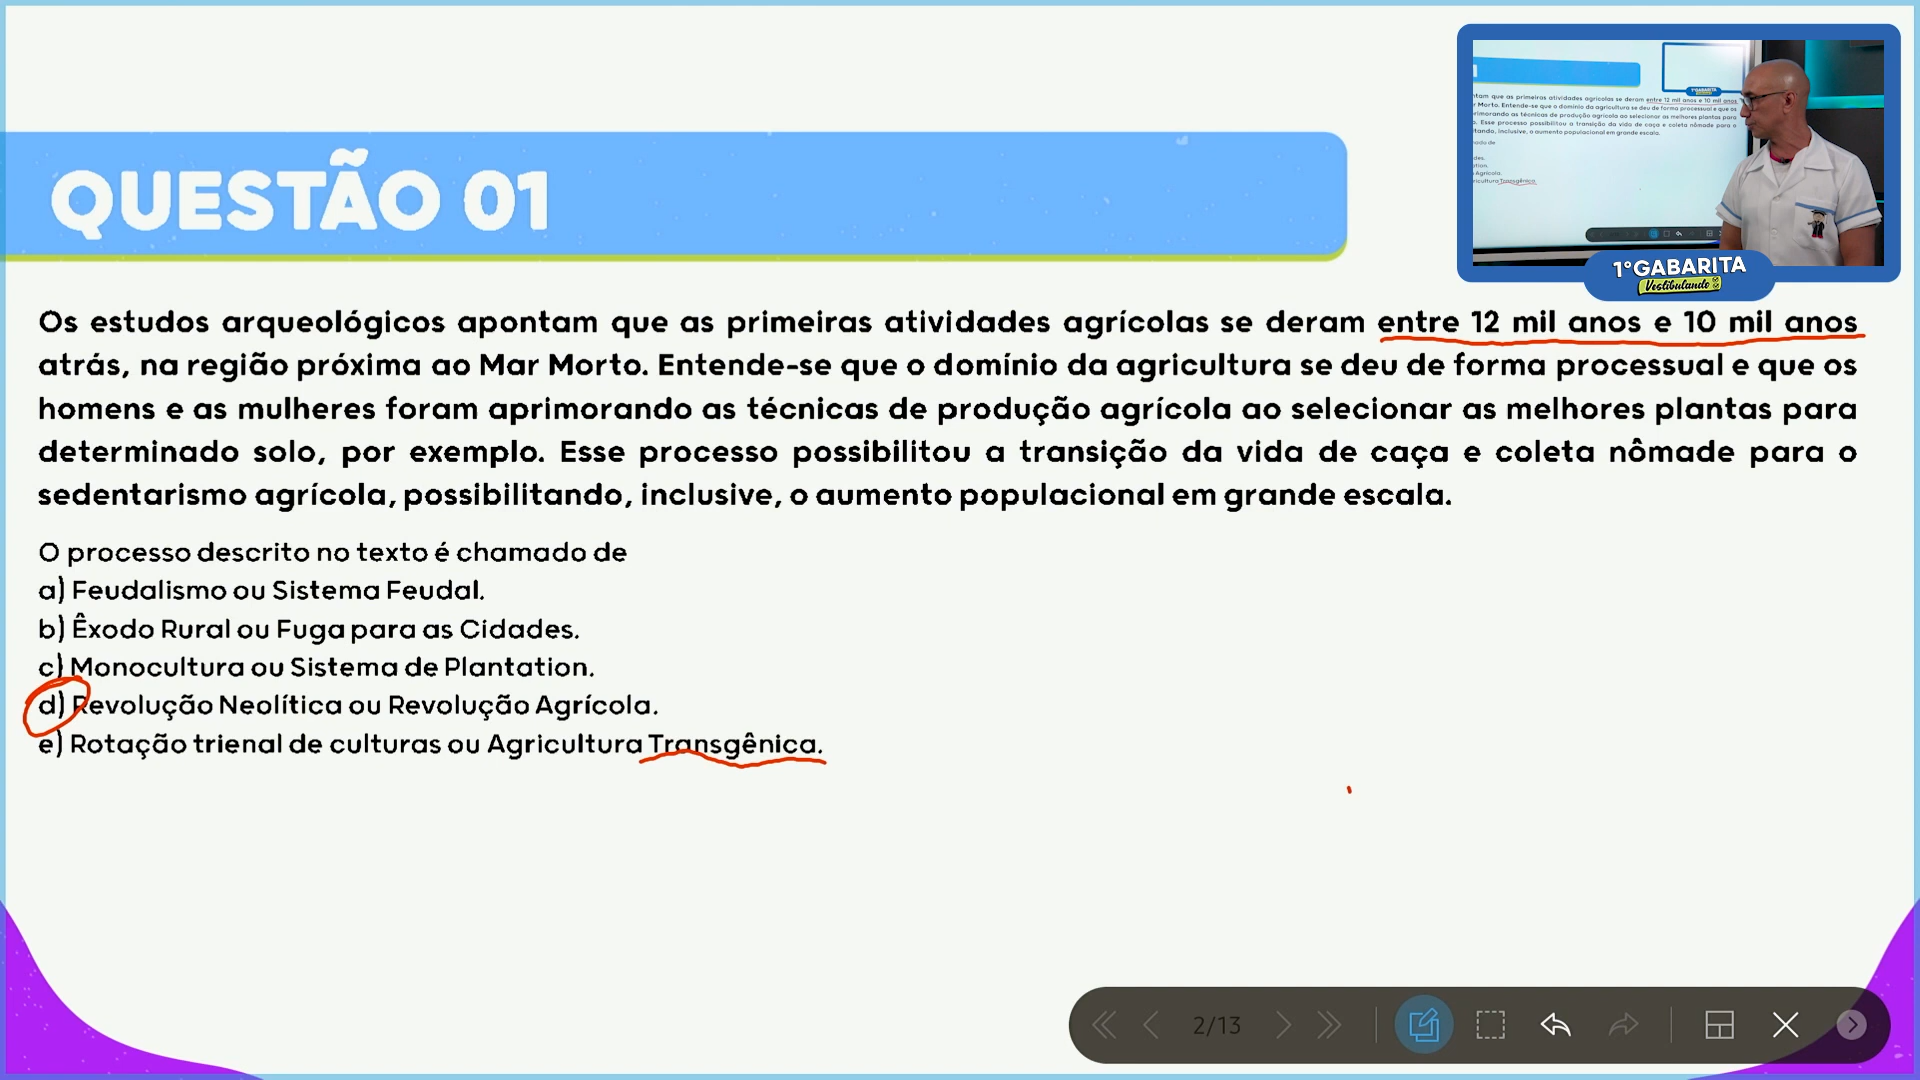 QUESTÃO 01
1°GABARITA
Vestibulando
Os estudos arqueológicos apontam que as primeiras atividades agrícolas se deram entre 12 mil anos e 10 mil anos
atrás, na região próxima ao Mar Morto. Entende-se que o domínio da agricultura se deu de forma processual e que os
homens e as mulheres foram aprimorando as técnicas de produção agrícola ao selecionar as melhores plantas para
determinado solo, por exemplo. Esse processo possibilitou a transição da vida de caça e coleta nômade para o
sedentarismo agrícola, possibilitando, inclusive, o aumento populacional em grande escala.
O processo descrito no texto é chamado de
a) Feudalismo ou Sistema Feudal.
b) Êxodo Rural ou Fuga para as Cidades.
c) Monocultura ou Sistema de Plantation.
d) Revolução Neolítica ou Revolução Agrícola.
e) Rotação trienal de culturas ou Agricultura Transgênica.
2/13